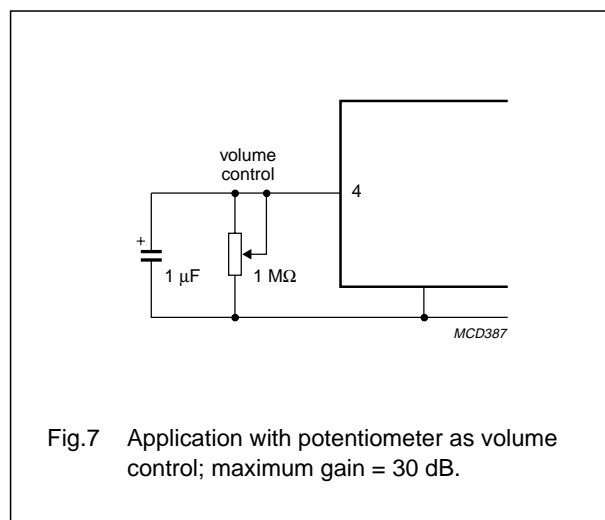 volume
control
4
+
1 μF
1 MΩ
MCD387
Fig.7 Application with potentiometer as volume
control; maximum gain = 30 dB.